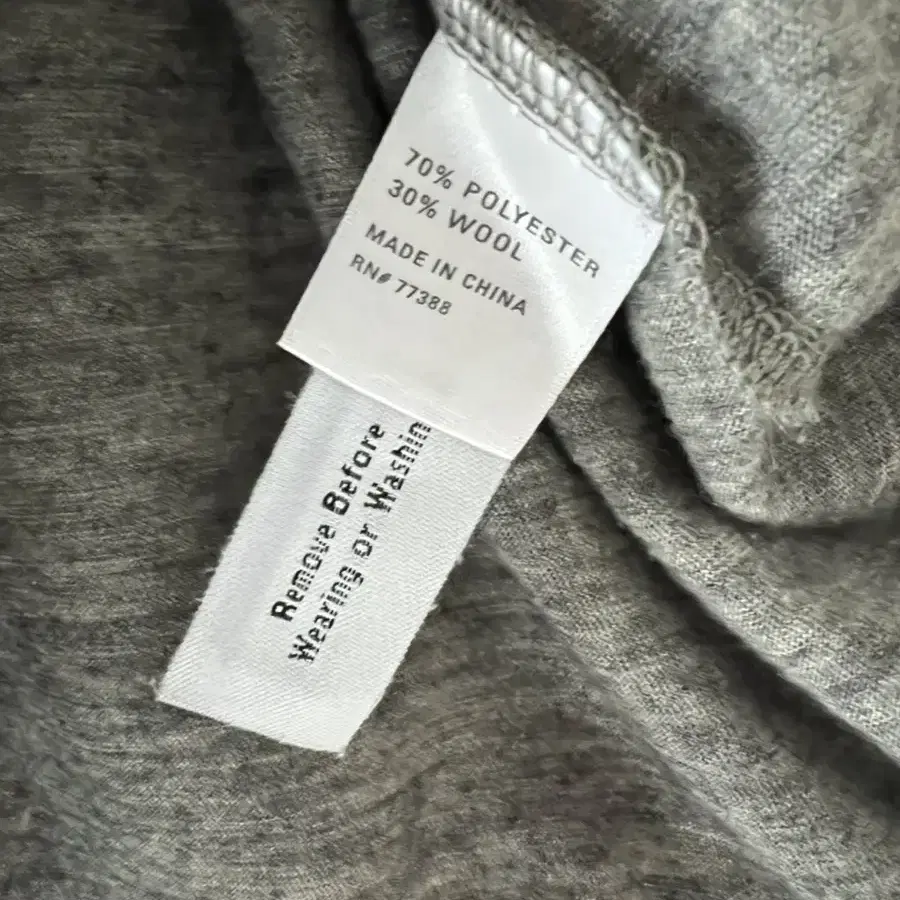 70% POLYESTER
30% WOOL
MADE IN CHINA
RN# 77388
Remove Before
Wearing or Washin